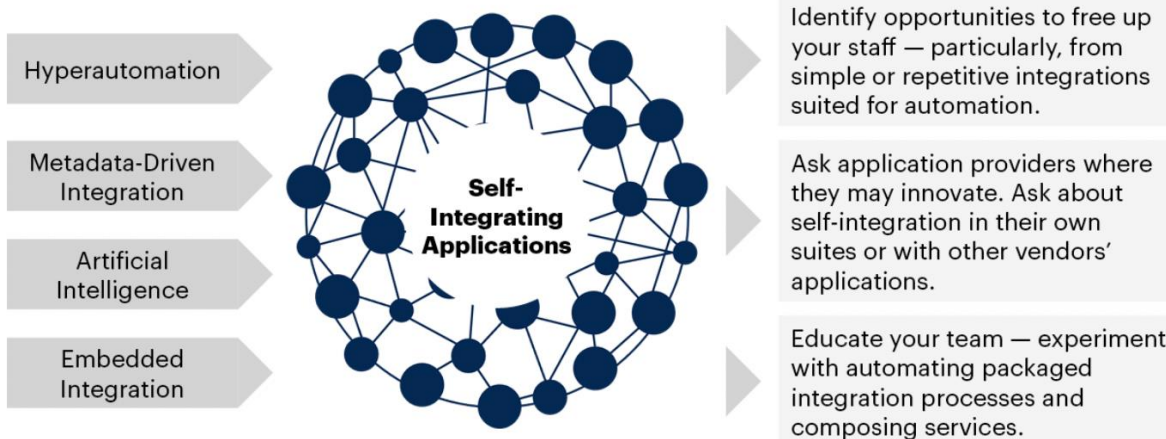 Hyperautomation
Metadata-Driven
Integration
Artificial
Intelligence
Embedded
Integration
Self-
Integrating
Applications
Identify opportunities to free up
your staff — particularly, from
simple or repetitive integrations
suited for automation.
Ask application providers where
they may innovate. Ask about
self-integration in their own
suites or with other vendors’
applications.
Educate your team — experiment
with automating packaged
integration processes and
composing services.